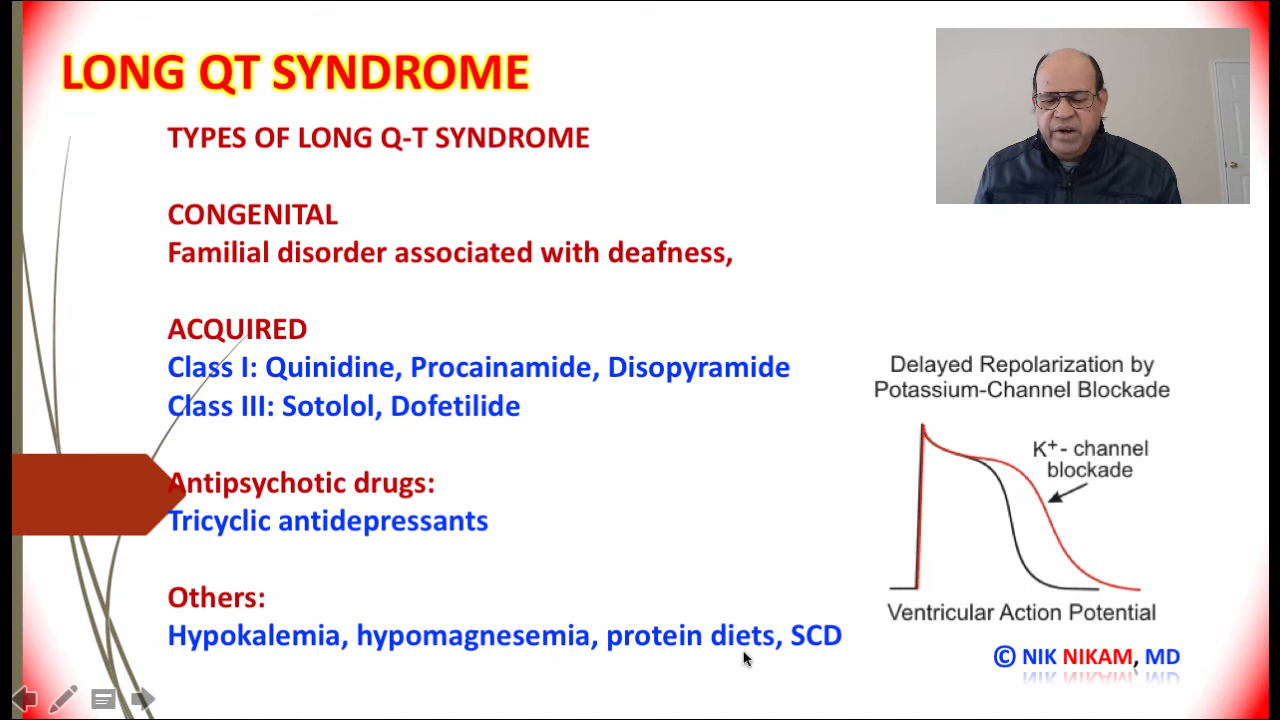 LONG QT SYNDROME
TYPES OF LONG Q-T SYNDROME
CONGENITAL
Familial disorder associated with deafness,
ACQUIRED
Class I: Quinidine, Procainamide, Disopyramide
Class III: Sotolol, Dofetilide
Antipsychotic drugs:
Tricyclic antidepressants
Others:
Hypokalemia, hypomagnesemia, protein diets, SCD
Delayed Repolarization by
Potassium-Channel Blockade
K+- channel
blockade
Ventricular Action Potential
© NIK NIKAM, MD